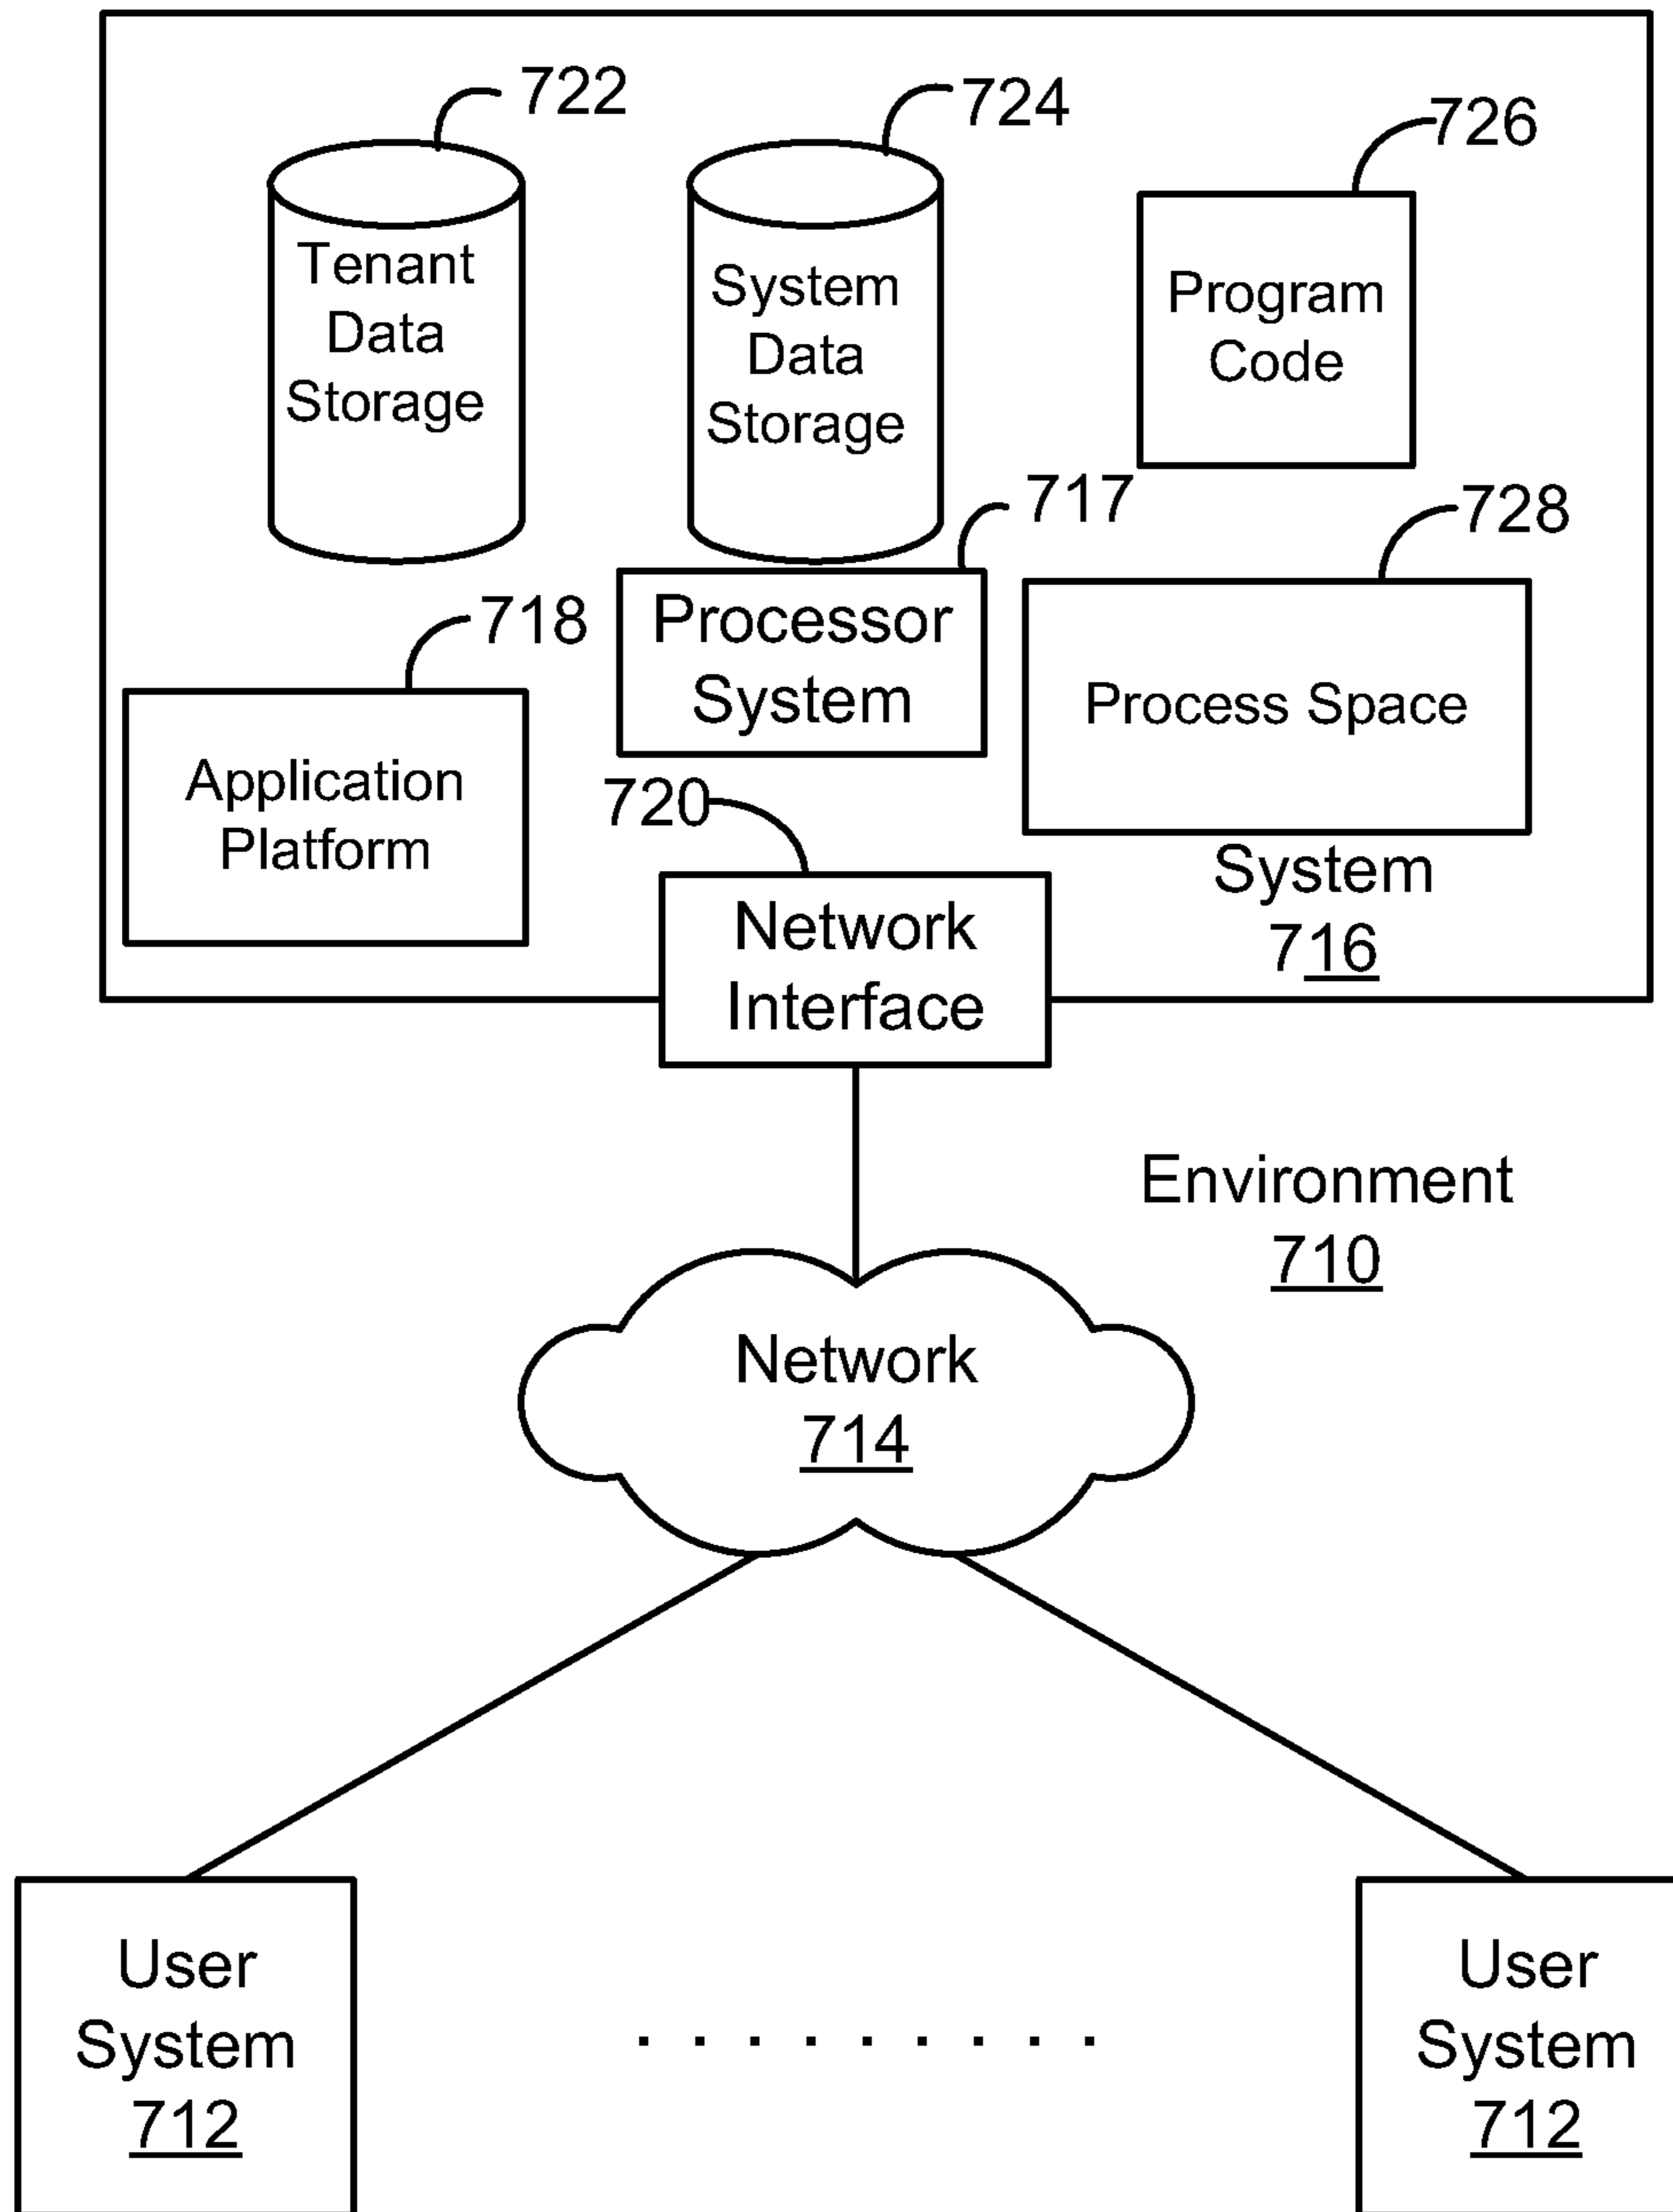 722
724
726
Tenant
Data
Storage
System
Data
Storage
Program
Code
717
728
718
Processor
System
Process Space
Application
Platform
720
System
716
Network
Interface
Environment
710
Network
714
User
System
712
. . . . . . . . .
User
System
712